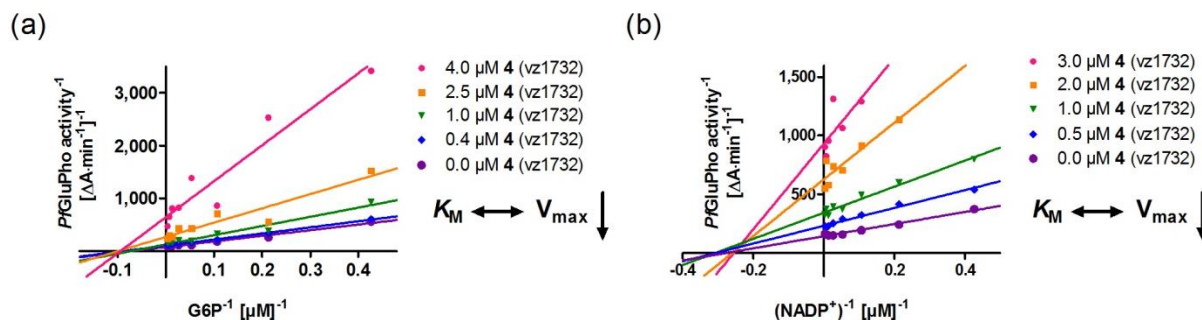 (a)
PfGluPho activity⁻¹
[ΔA·min⁻¹]⁻¹
3,000
2,000
1,000
-0.1 0.1 0.2 0.3 0.4 0.5
G6P⁻¹ [µM]⁻¹
4.0 µM 4 (vz1732)
2.5 µM 4 (vz1732)
1.0 µM 4 (vz1732)
0.4 µM 4 (vz1732)
0.0 µM 4 (vz1732)
K_M ↔ V_max ↓
(b)
PfGluPho activity⁻¹
[ΔA·min⁻¹]⁻¹
1,500
1,000
500
-0.4 -0.2 0.2 0.4
(NADP⁺)⁻¹ [µM]⁻¹
3.0 µM 4 (vz1732)
2.0 µM 4 (vz1732)
1.0 µM 4 (vz1732)
0.5 µM 4 (vz1732)
0.0 µM 4 (vz1732)
K_M ↔ V_max ↓